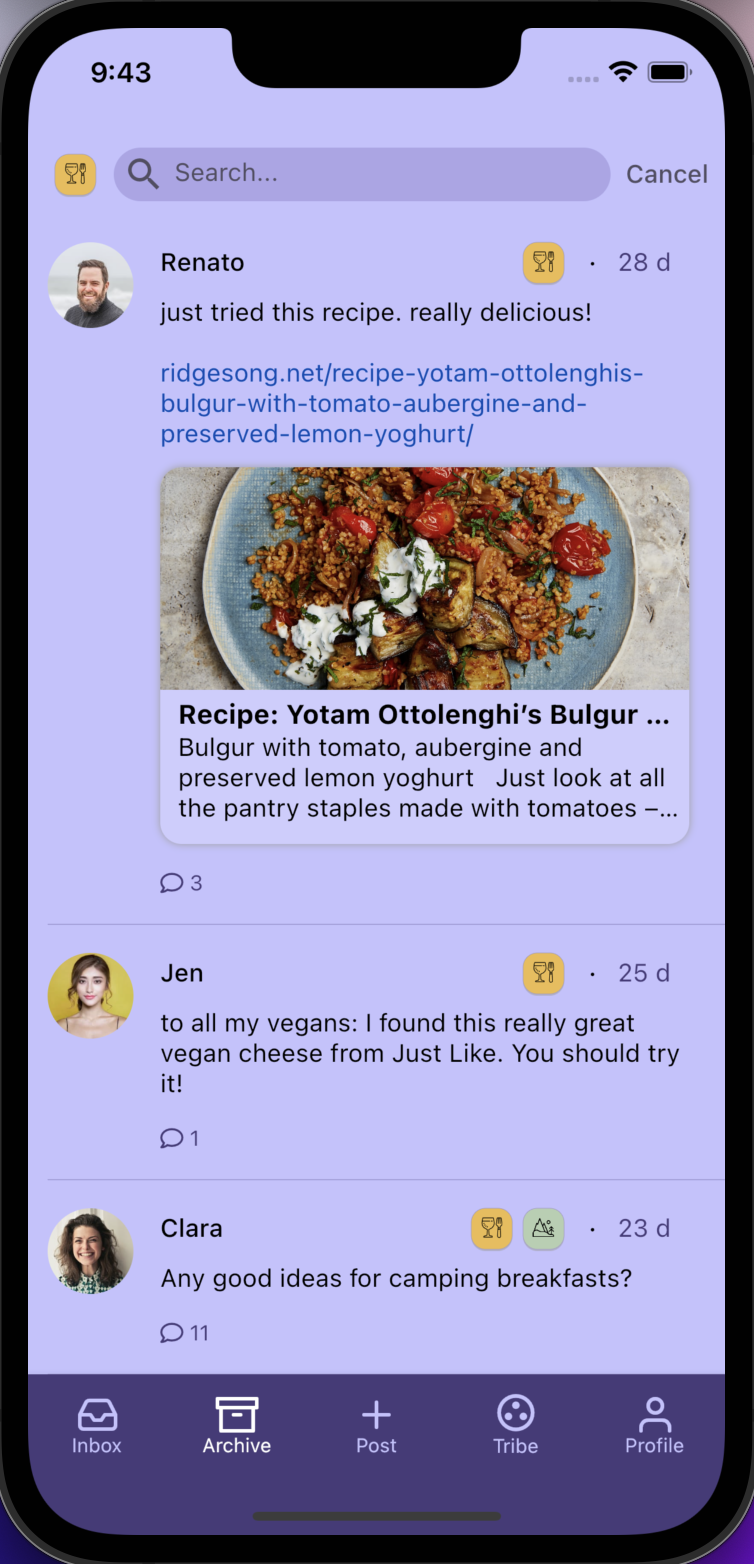 9:43
Search...
Cancel
Renato
· 28 d
just tried this recipe. really delicious!
ridgesong.net/recipe-yotam-ottolenghis-
bulgur-with-tomato-aubergine-and-
preserved-lemon-yoghurt/
Recipe: Yotam Ottolenghi’s Bulgur ...
Bulgur with tomato, aubergine and
preserved lemon yoghurt   Just look at all
the pantry staples made with tomatoes –...
3
Jen
· 25 d
to all my vegans: I found this really great
vegan cheese from Just Like. You should try
it!
1
Clara
· 23 d
Any good ideas for camping breakfasts?
11
Inbox
Archive
Post
Tribe
Profile